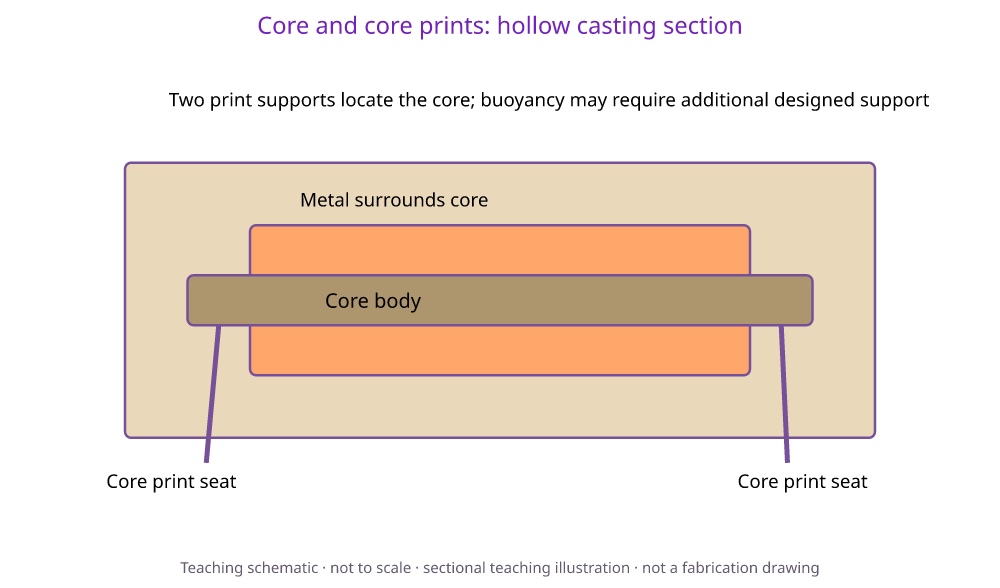 Core and core prints: hollow casting section
Two print supports locate the core; buoyancy may require additional designed support
Metal surrounds core
Core body
Core print seat
Core print seat
Teaching schematic · not to scale · sectional teaching illustration · not a fabrication drawing